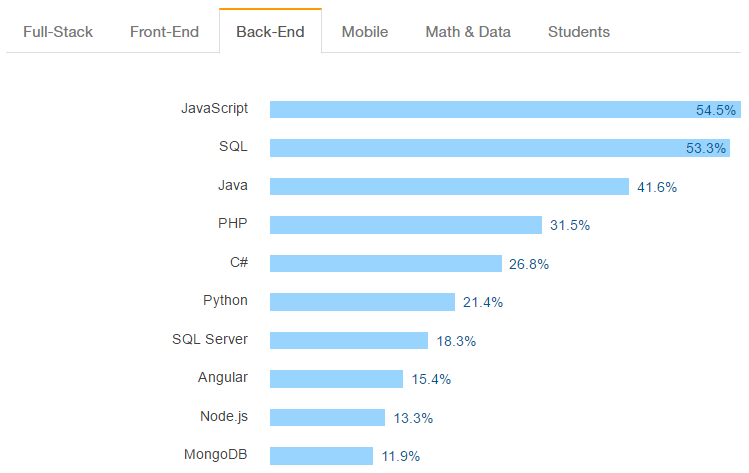 Full-Stack Front-End Back-End Mobile Math & Data Students
JavaScript 54.5%
SQL 53.3%
Java 41.6%
PHP 31.5%
C# 26.8%
Python 21.4%
SQL Server 18.3%
Angular 15.4%
Node.js 13.3%
MongoDB 11.9%